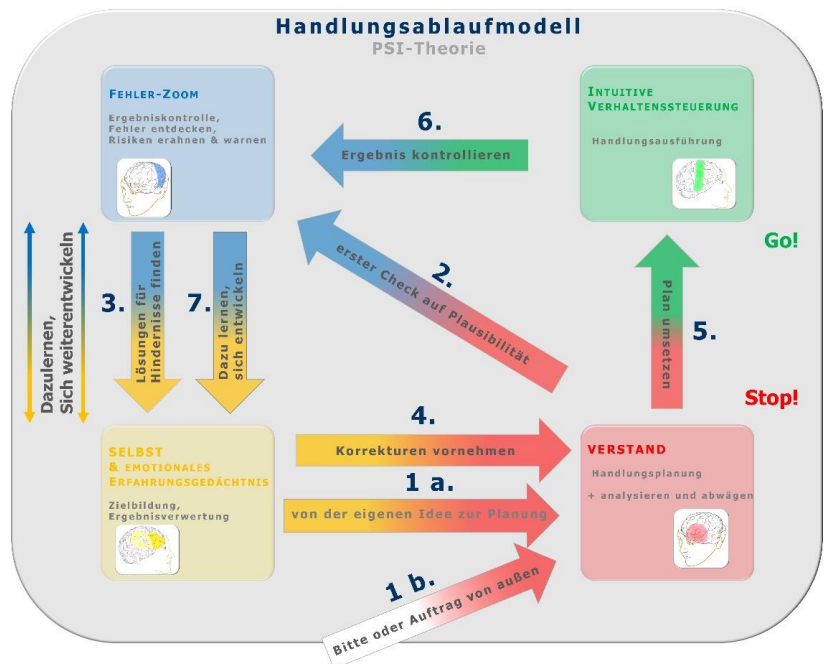 Handlungsablaufmodell
PSI-Theorie
FEHLER-ZOOM
Ergebniskontrolle,
Fehler entdecken,
Risiken erahnen & warnen
INTUITIVE
VERHALTENSSTEUERUNG
Handlungsausführung
6.
Ergebnis kontrollieren
Go!
2.
erster Check auf Plausibilität
Dazulernen,
Sich weiterentwickeln
3.
Lösungen für
Hindernisse finden
7.
Dazu lernen,
sich entwickeln
Plan umsetzen
5.
Stop!
4.
Korrekturen vornehmen
SELBST
& EMOTIONALES
ERFAHRUNGSGEDÄCHTNIS
Zielbildung,
Ergebnisverwertung
VERSTAND
Handlungsplanung
+ analysieren und abwägen
1 a.
von der eigenen Idee zur Planung
1 b.
Bitte oder Auftrag von außen